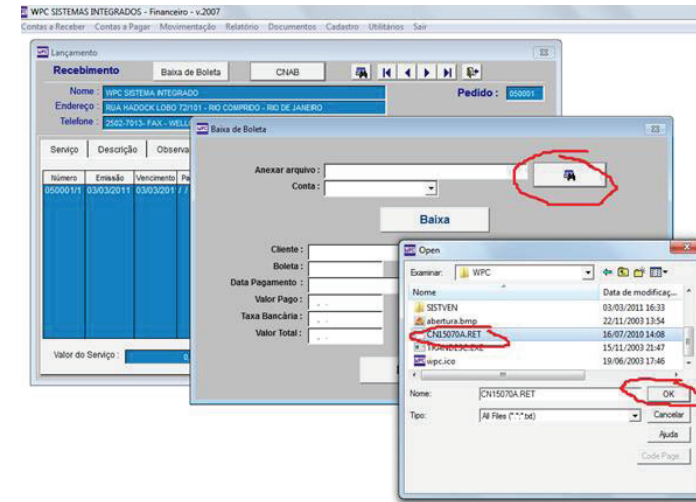 WPC SISTEMAS INTEGRADOS - Financeiro - v.2007
Contas a Receber Contas a Pagar Movimentação Relatório Documentos Cadastro Utilitários Sair
Lançamento
Recebimento Baixa de Boleta CNAB
Nome : WPC SISTEMA INTEGRADO Pedido : 050001
Endereço : RUA HADOCK LOBO 72/101 - RIO COMPRIDO - RIO DE JANEIRO
Telefone : 2502-7013- FAX - WELL
Serviço Descrição Observa
Número Emissão Vencimento Pa
050001/1 03/03/2011 03/03/201 / /
Valor do Serviço : 0,
Baixa de Boleta
Anexar arquivo :
Conta :
Baixa
Cliente :
Boleta :
Data Pagamento :
Valor Pago :
Taxa Bancária :
Valor Total :
Open
Examinar: WPC
Nome Data de modificaç...
SISTVEN 03/03/2011 16:33
abertura.bmp 22/11/2003 13:54
CN15070A.RET 16/07/2010 14:08
15/11/2003 21:47
wpc.ico 19/06/2003 17:46
Nome: CN15070A.RET OK
Tipo: All Files (*.*;*.txt) Cancelar
Ajuda
Code Page...